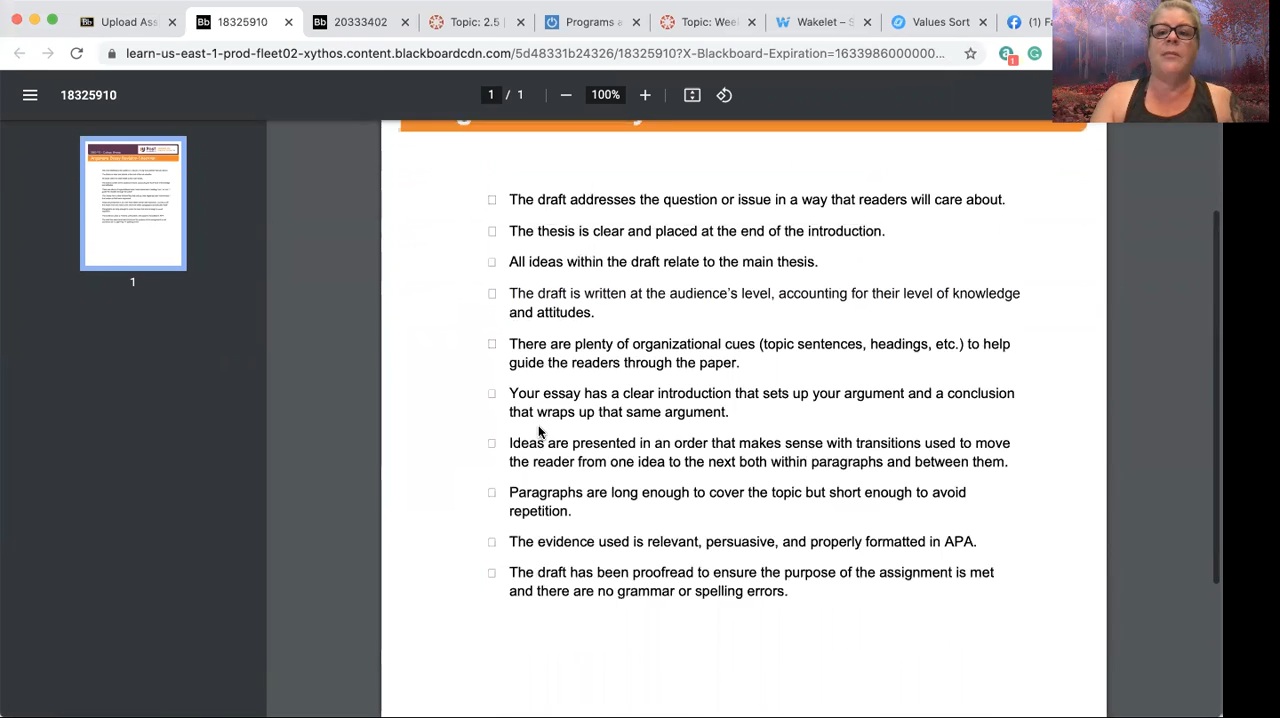 Upload Ass
18325910
20333402
Topic: 2.5 |
Programs a
Topic: Wee
Wakelet – S
Values Sort
(1) Fa
learn-us-east-1-prod-fleet02-xythos.content.blackboardcdn.com/5d48331b24326/18325910?X-Blackboard-Expiration=1633986000000...
18325910
1 / 1
100%
1
The draft addresses the question or issue in a way that readers will care about.
The thesis is clear and placed at the end of the introduction.
All ideas within the draft relate to the main thesis.
The draft is written at the audience’s level, accounting for their level of knowledge
and attitudes.
There are plenty of organizational cues (topic sentences, headings, etc.) to help
guide the readers through the paper.
Your essay has a clear introduction that sets up your argument and a conclusion
that wraps up that same argument.
Ideas are presented in an order that makes sense with transitions used to move
the reader from one idea to the next both within paragraphs and between them.
Paragraphs are long enough to cover the topic but short enough to avoid
repetition.
The evidence used is relevant, persuasive, and properly formatted in APA.
The draft has been proofread to ensure the purpose of the assignment is met
and there are no grammar or spelling errors.